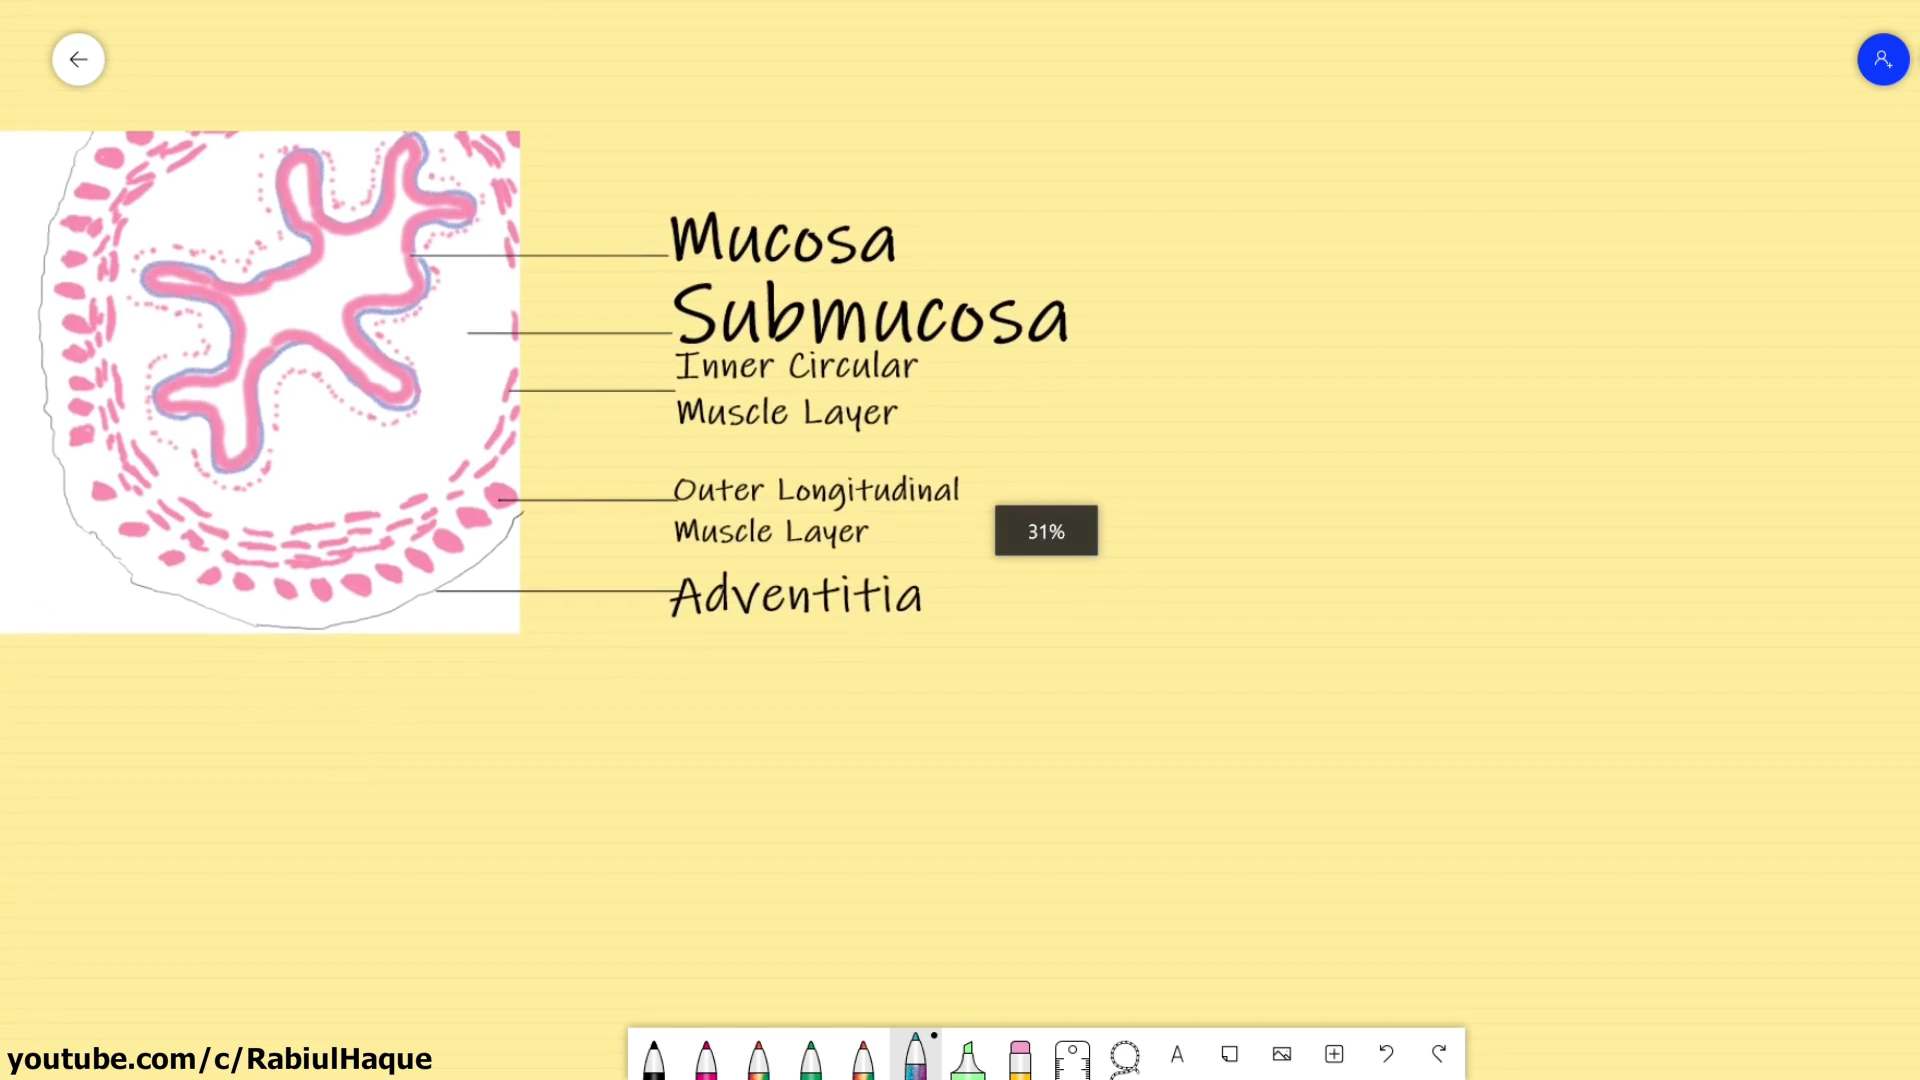 Mucosa
Submucosa
Inner Circular
Muscle Layer
Outer Longitudinal
Muscle Layer
31%
Adventitia
A
youtube.com/c/RabiulHaque